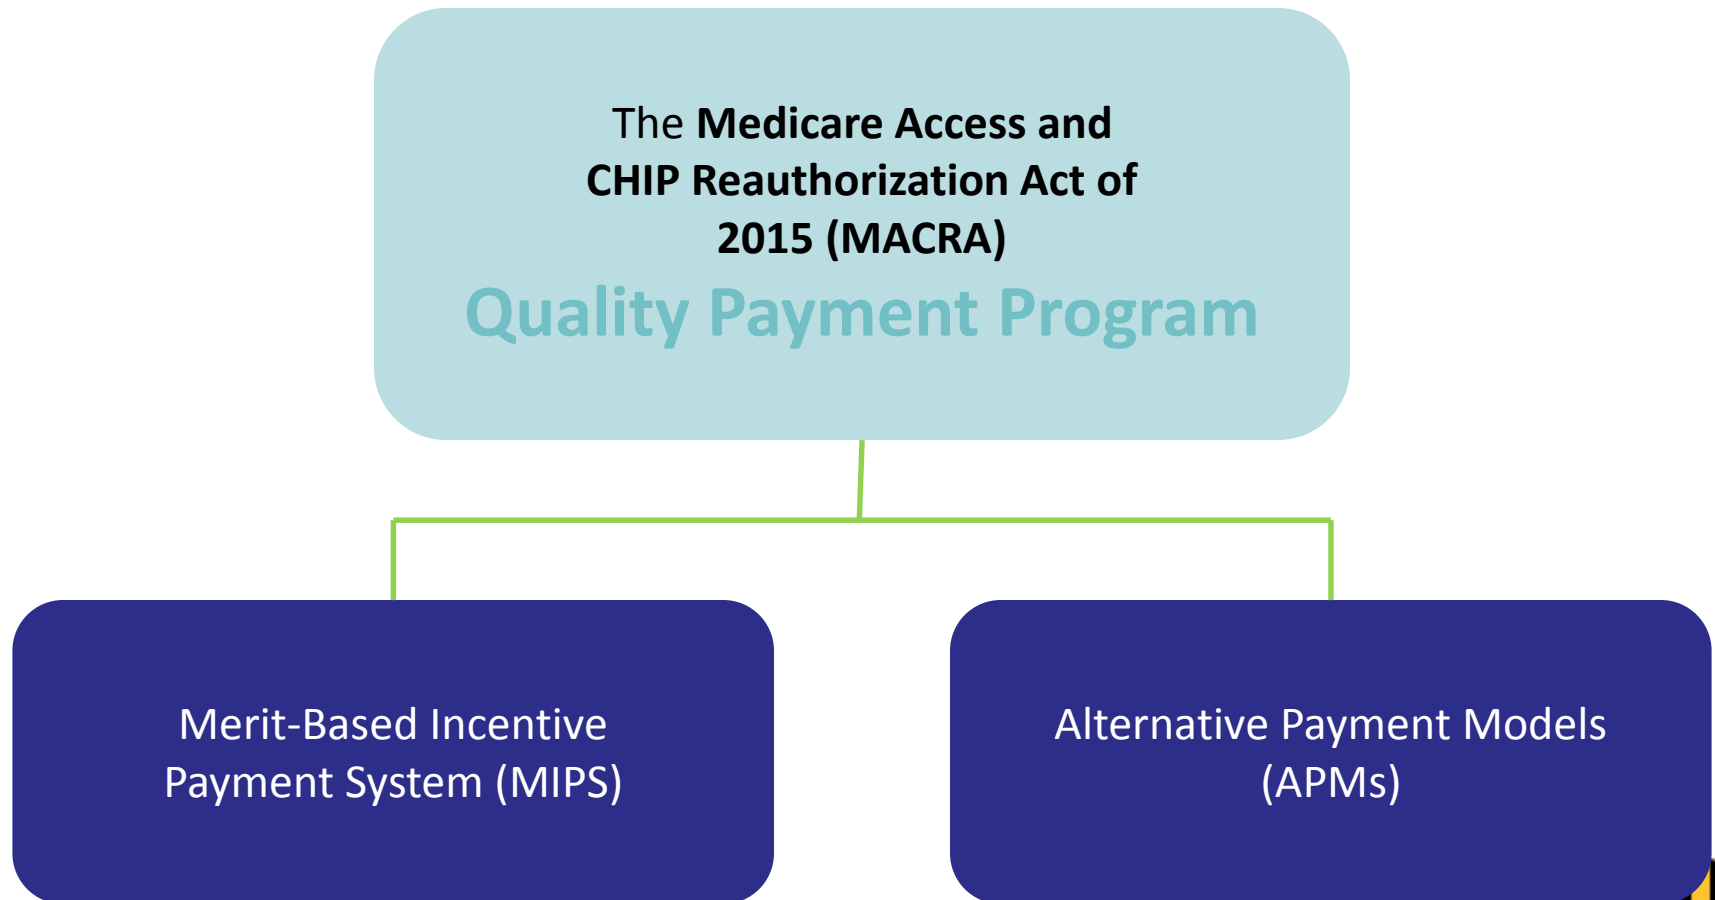 The Medicare Access and
CHIP Reauthorization Act of
2015 (MACRA)
Quality Payment Program
Merit-Based Incentive
Payment System (MIPS)
Alternative Payment Models
(APMs)